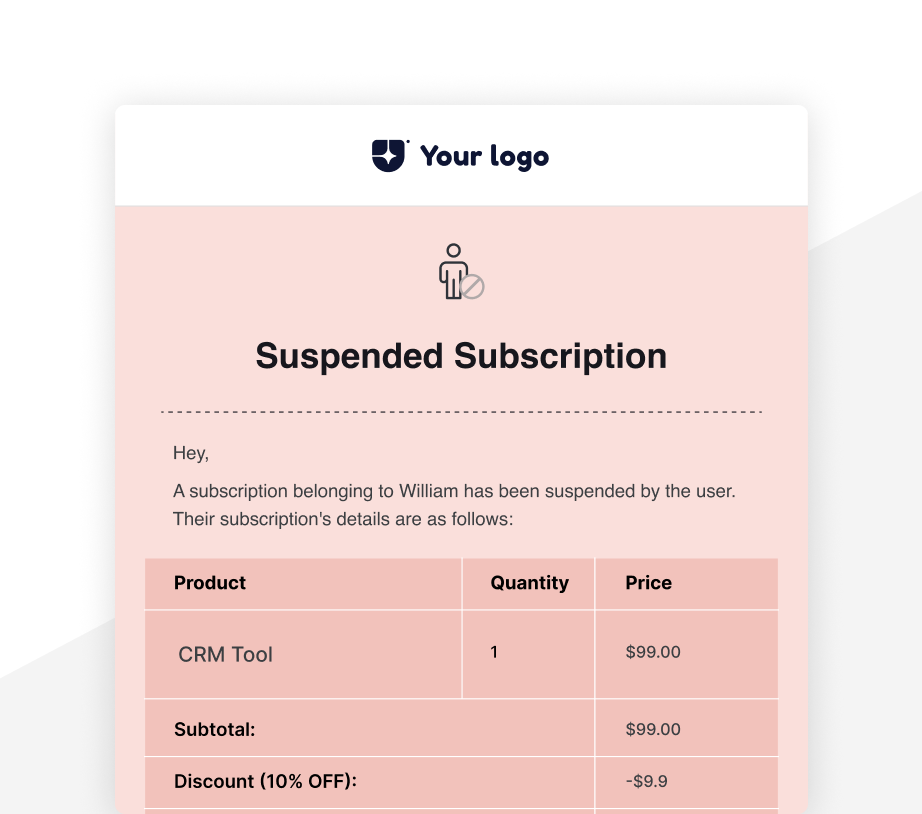 Your logo
Suspended Subscription
Hey,
A subscription belonging to William has been suspended by the user.
Their subscription's details are as follows:
Product Quantity Price
CRM Tool 1 $99.00
Subtotal: $99.00
Discount (10% OFF): -$9.9